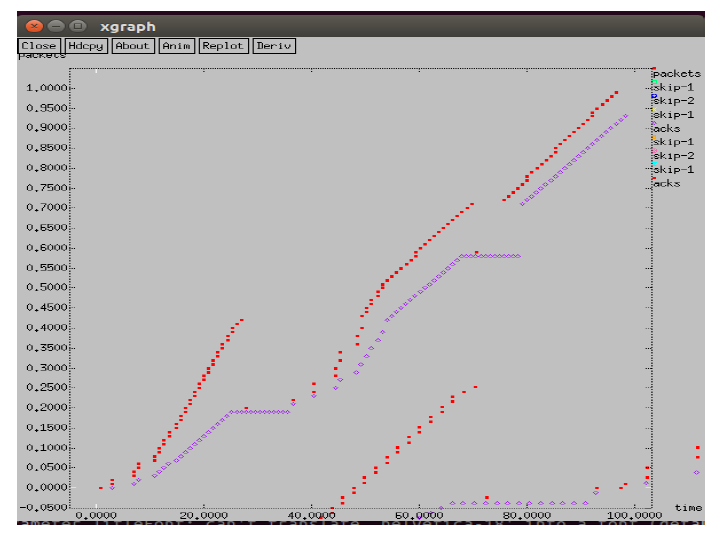 xgraph
Close Hdcpy About Anim Replot Deriv
packets
packets
skip-1
skip-2
skip-1
acks
skip-1
skip-2
skip-1
acks
1.0000
0.9500
0.9000
0.8500
0.8000
0.7500
0.7000
0.6500
0.6000
0.5500
0.5000
0.4500
0.4000
0.3500
0.3000
0.2500
0.2000
0.1500
0.1000
0.0500
0.0000
-0.0500
time
0.0000 20.0000 40.0000 60.0000 80.0000 100.0000